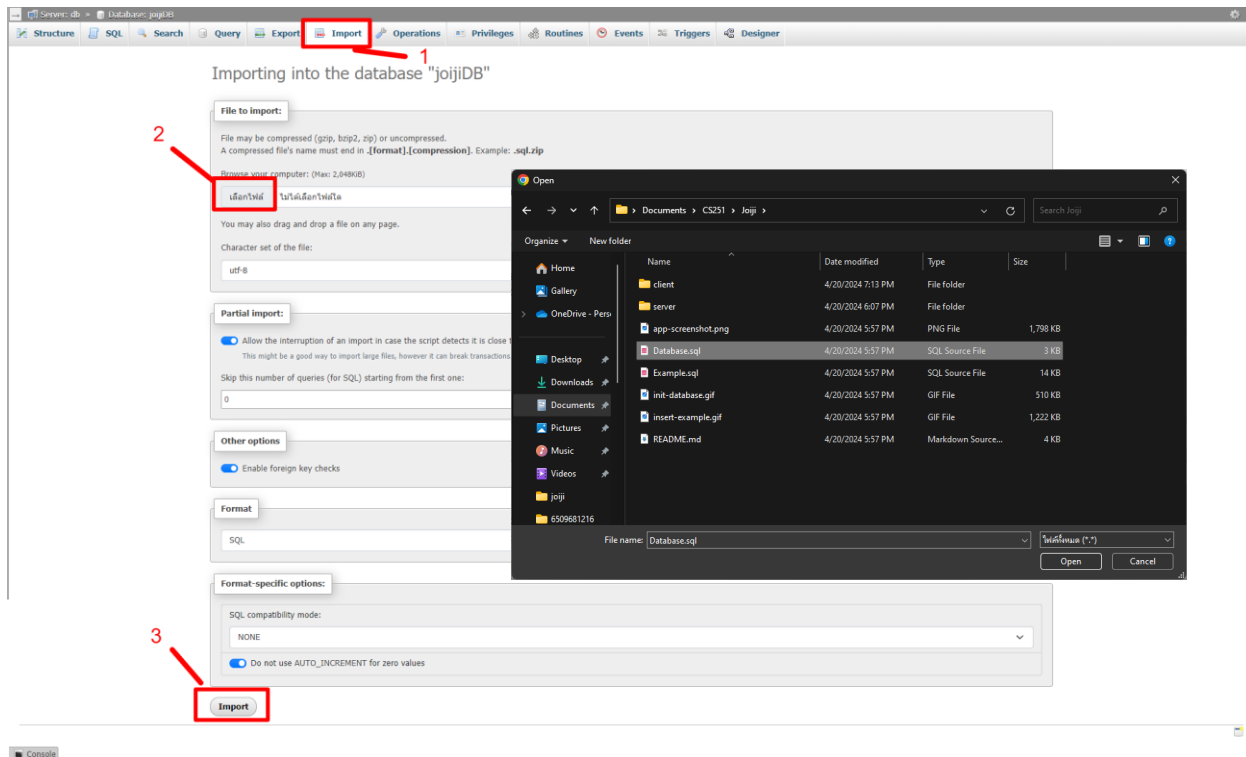 Server: db » Database: joijiDB
Structure SQL Search Query Export Import Operations Privileges Routines Events Triggers Designer
1
Importing into the database "joijiDB"
File to import:
2
File may be compressed (gzip, bzip2, zip) or uncompressed.
A compressed file's name must end in .[format].[compression]. Example: .sql.zip
Browse your computer: (Max: 2,048KiB)
เลือกไฟล์ ไม่ได้เลือกไฟล์ใด
You may also drag and drop a file on any page.
Character set of the file:
utf-8
Partial import:
Allow the interruption of an import in case the script detects it is close t
This might be a good way to import large files, however it can break transactions.
Skip this number of queries (for SQL) starting from the first one:
0
Other options
Enable foreign key checks
Format
SQL
Format-specific options:
SQL compatibility mode:
NONE
Do not use AUTO_INCREMENT for zero values
3
Import
Console
Open
Documents › CS251 › Joiji ›
Search Joiji
Organize New folder
Home
Gallery
OneDrive - Pers
Desktop
Downloads
Documents
Pictures
Music
Videos
joiji
6509681216
Name Date modified Type Size
client 4/20/2024 7:13 PM File folder
server 4/20/2024 6:07 PM File folder
app-screenshot.png 4/20/2024 5:57 PM PNG File 1,798 KB
Database.sql 4/20/2024 5:57 PM SQL Source File 3 KB
Example.sql 4/20/2024 5:57 PM SQL Source File 14 KB
init-database.gif 4/20/2024 5:57 PM GIF File 510 KB
insert-example.gif 4/20/2024 5:57 PM GIF File 1,222 KB
README.md 4/20/2024 5:57 PM Markdown Source... 4 KB
File name: Database.sql ไฟล์ทั้งหมด (*.*)
Open Cancel